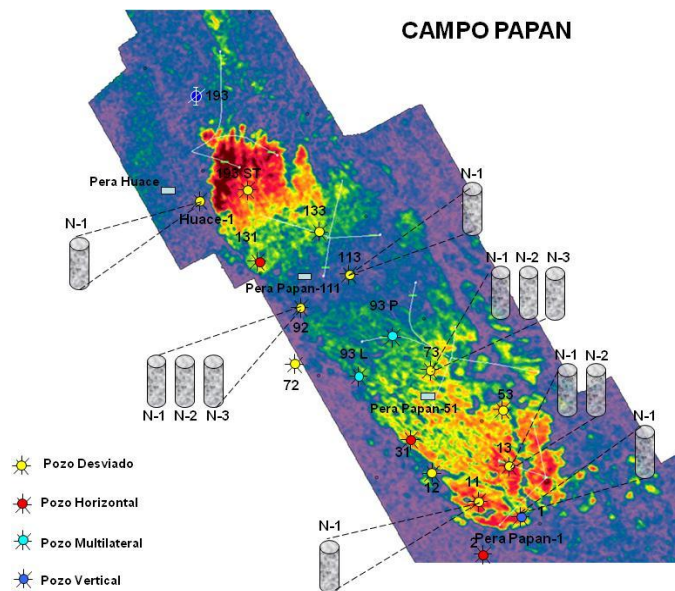 CAMPO PAPAN
193
Pera Huace
193 ST
N-1
Huace-1
133
N-1
131
113
Pera Papan-111
N-1 N-2 N-3
93 P
92
93 L
73
72
N-1 N-2
N-1 N-2 N-3
Pera Papan-51
53
N-1
31
13
12
11
1
Pera Papan-1
N-1
2
Pozo Desviado
Pozo Horizontal
Pozo Multilateral
Pozo Vertical